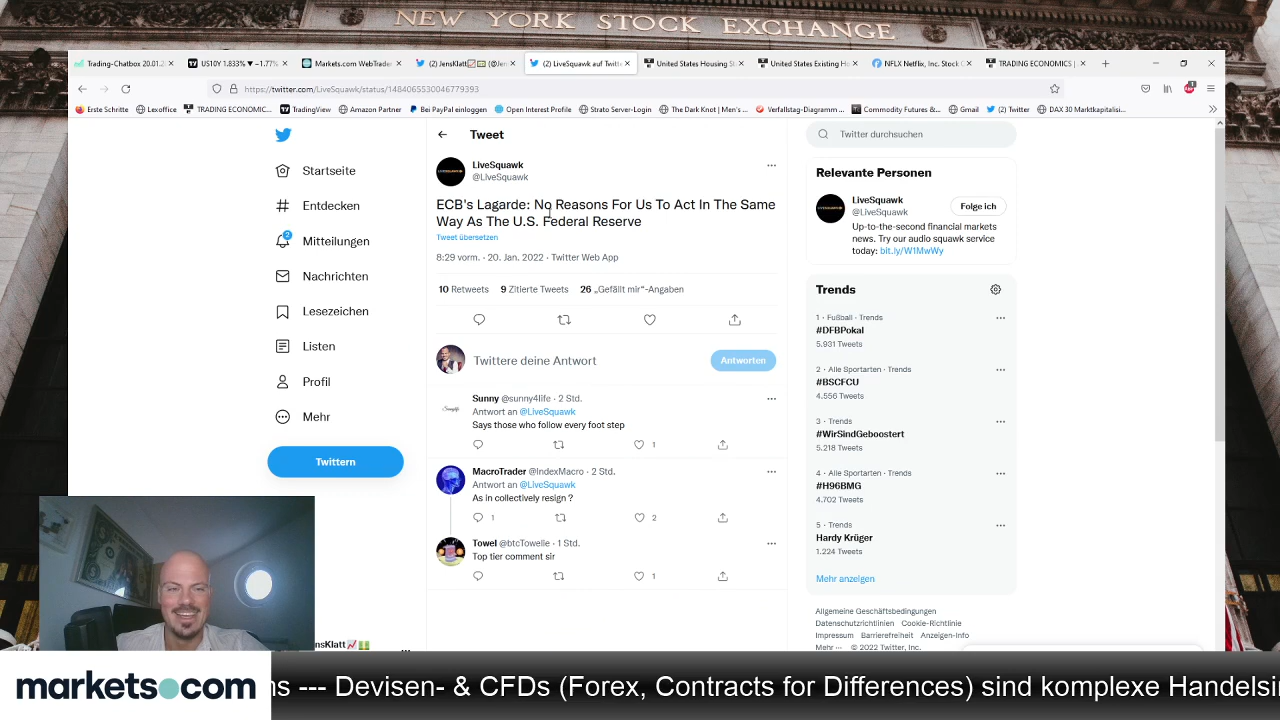 NEW YORK STOCK EXCHANGE
Trading-Chatbox 20.01.2
US10Y 1.833% ▼ −1.77%
Markets.com WebTrader
(2) JensKlatt📈💵 (@Jen
(2) LiveSquawk auf Twitte
United States Housing St
United States Existing Ho
NFLX Netflix, Inc. Stock C
TRADING ECONOMICS |
https://twitter.com/LiveSquawk/status/1484065530046779393
Erste Schritte
Lexoffice
TRADING ECONOMIC...
TradingView
Amazon Partner
Bei PayPal einloggen
Open Interest Profile
Strato Server-Login
The Dark Knot | Men's ...
Verfallstag-Diagramm ...
Commodity Futures &...
Gmail
(2) Twitter
DAX 30 Marktkapitalisi...
Startseite
Entdecken
2
Mitteilungen
Nachrichten
Lesezeichen
Listen
Profil
Mehr
Twittern
Tweet
LiveSquawk
@LiveSquawk
ECB's Lagarde: No Reasons For Us To Act In The Same
Way As The U.S. Federal Reserve
Tweet übersetzen
8:29 vorm. · 20. Jan. 2022 · Twitter Web App
10 Retweets 9 Zitierte Tweets 26 „Gefällt mir“-Angaben
Twittere deine Antwort
Antworten
Sunny @sunny4life · 2 Std.
Antwort an @LiveSquawk
Says those who follow every foot step
1
MacroTrader @IndexMacro · 2 Std.
Antwort an @LiveSquawk
As in collectively resign ?
1 2
Towel @btcTowelie · 1 Std.
Top tier comment sir
1
Twitter durchsuchen
Relevante Personen
LiveSquawk
@LiveSquawk
Folge ich
Up-to-the-second financial markets
news. Try our audio squawk service
today: bit.ly/W1MwWy
Trends
1 · Fußball · Trends
#DFBPokal
5.931 Tweets
2 · Alle Sportarten · Trends
#BSCFCU
4.556 Tweets
3 · Trends
#WirSindGeboostert
5.218 Tweets
4 · Alle Sportarten · Trends
#H96BMG
4.702 Tweets
5 · Trends
Hardy Krüger
1.224 Tweets
Mehr anzeigen
Allgemeine Geschäftsbedingungen
Datenschutzrichtlinien Cookie-Richtlinie
Impressum Barrierefreiheit Anzeigen-Info
Mehr ··· © 2022 Twitter, Inc.
nsKlatt📈💵
markets.com
ns --- Devisen- & CFDs (Forex, Contracts for Differences) sind komplexe Handelsin